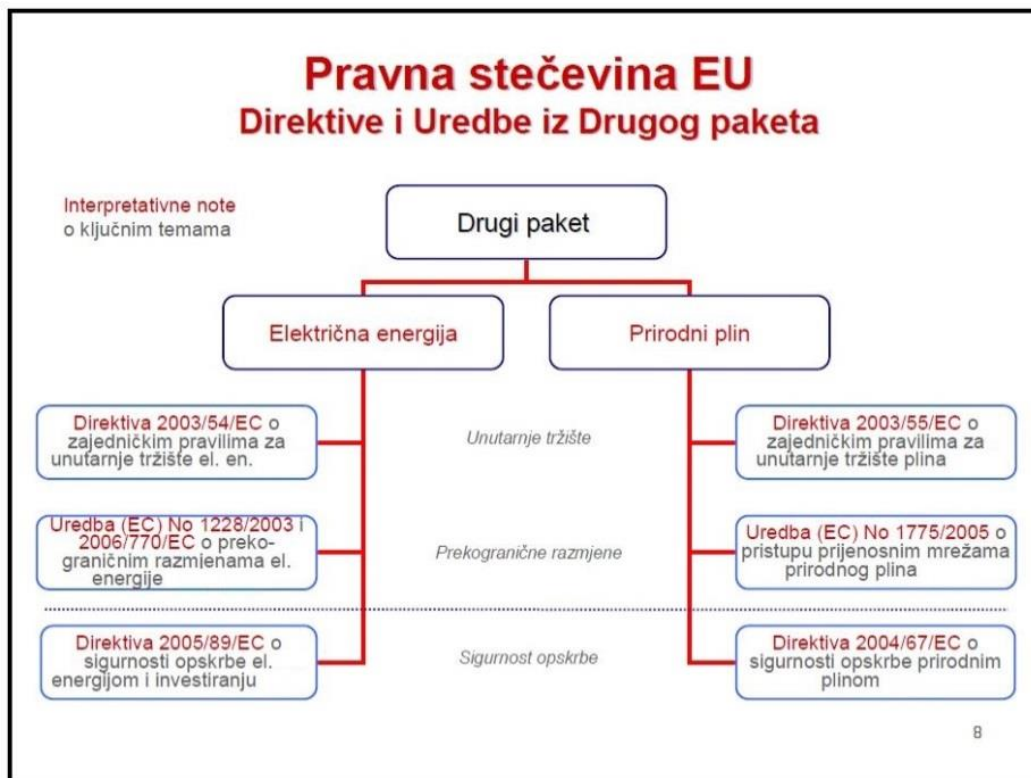 Pravna stečevina EU
Direktive i Uredbe iz Drugog paketa
Interpretativne note
o ključnim temama
Drugi paket
Električna energija
Prirodni plin
Direktiva 2003/54/EC o
zajedničkim pravilima za
unutarnje tržište el. en.
Unutarnje tržište
Direktiva 2003/55/EC o
zajedničkim pravilima za
unutarnje tržište plina
Uredba (EC) No 1228/2003 i
2006/770/EC o preko-
graničnim razmjenama el.
energije
Prekogranične razmjene
Uredba (EC) No 1775/2005 o
pristupu prijenosnim mrežama
prirodnog plina
Direktiva 2005/89/EC o
sigurnosti opskrbe el.
energijom i investiranju
Sigurnost opskrbe
Direktiva 2004/67/EC o
sigurnosti opskrbe prirodnim
plinom
8